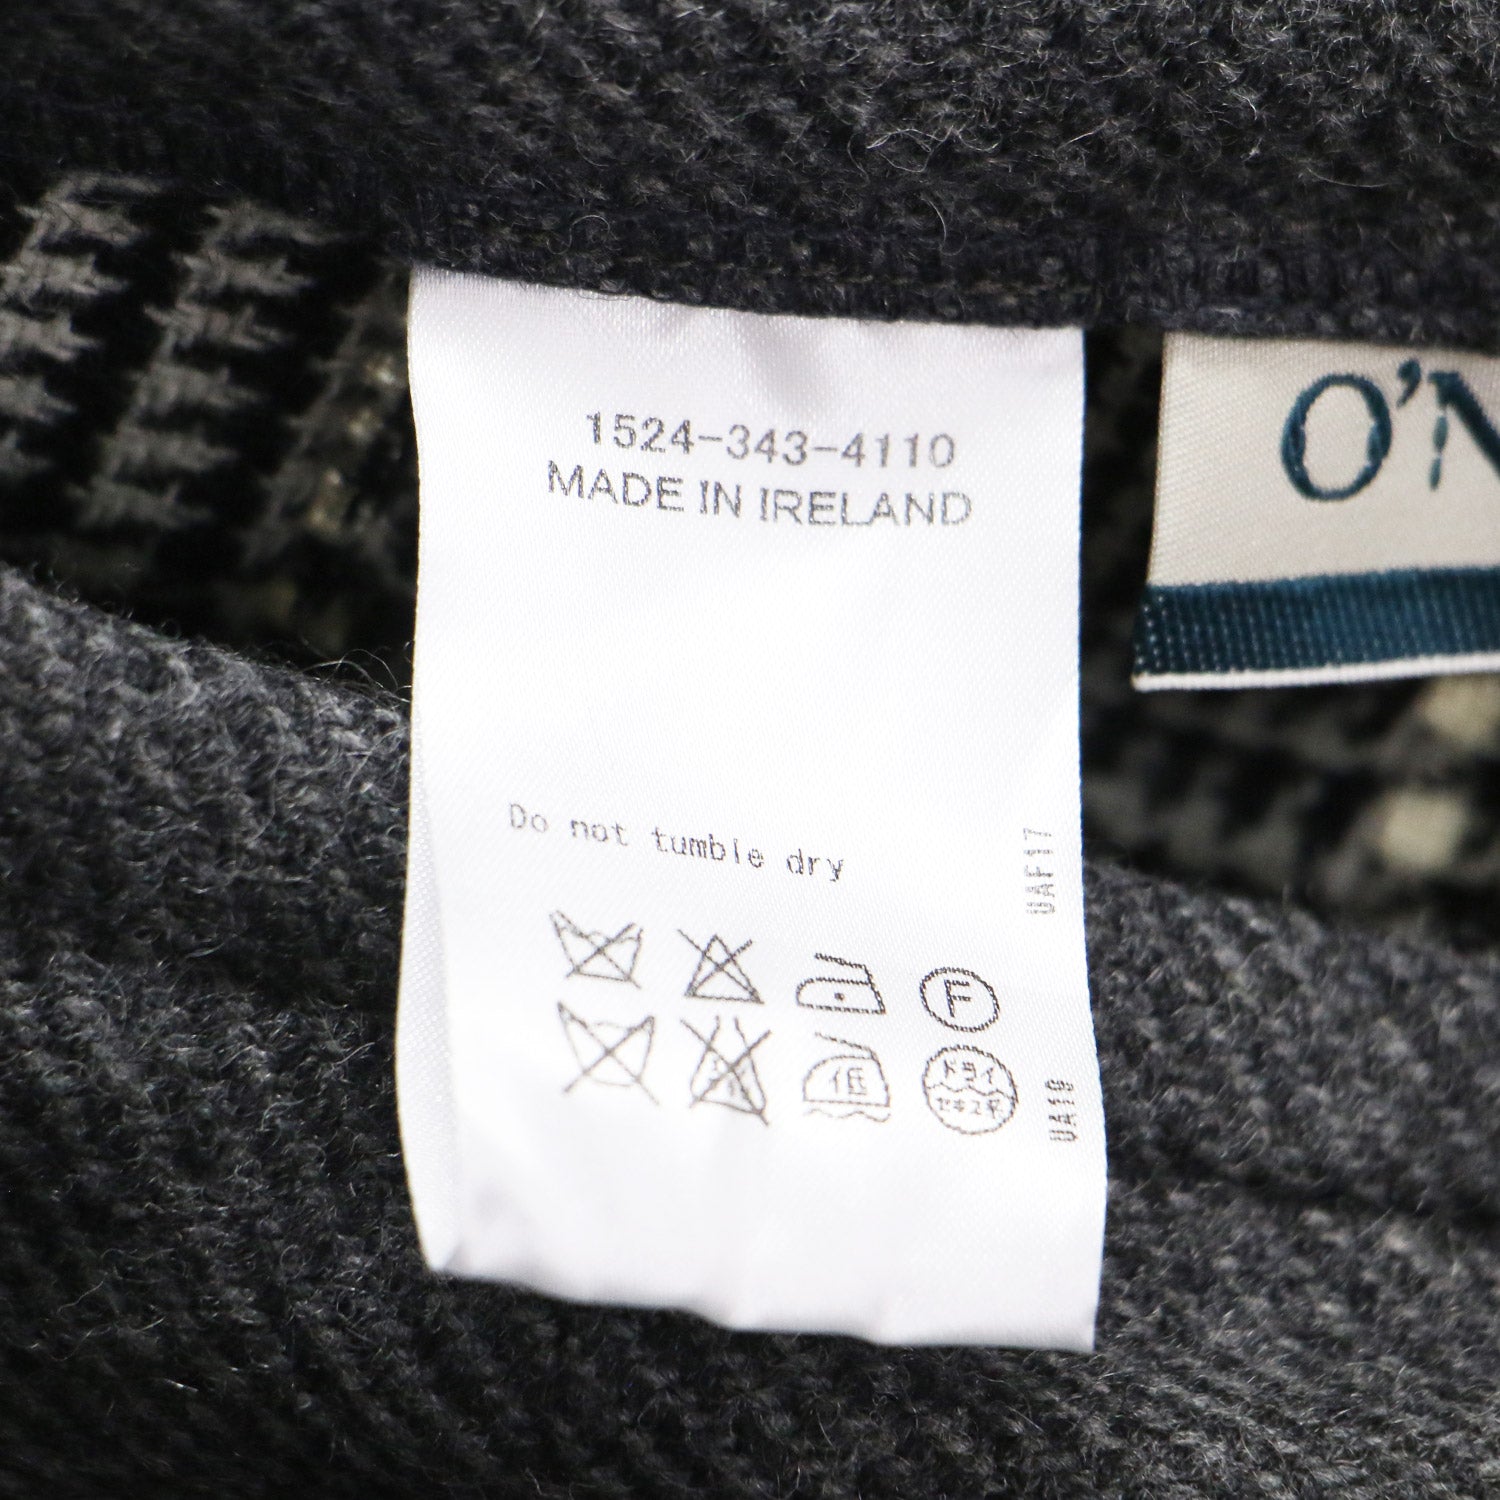 1524-343-4110
MADE IN IRELAND
O'N
Do not tumble dry
UAF17
F
低
ドライ
セキユ系
UA19